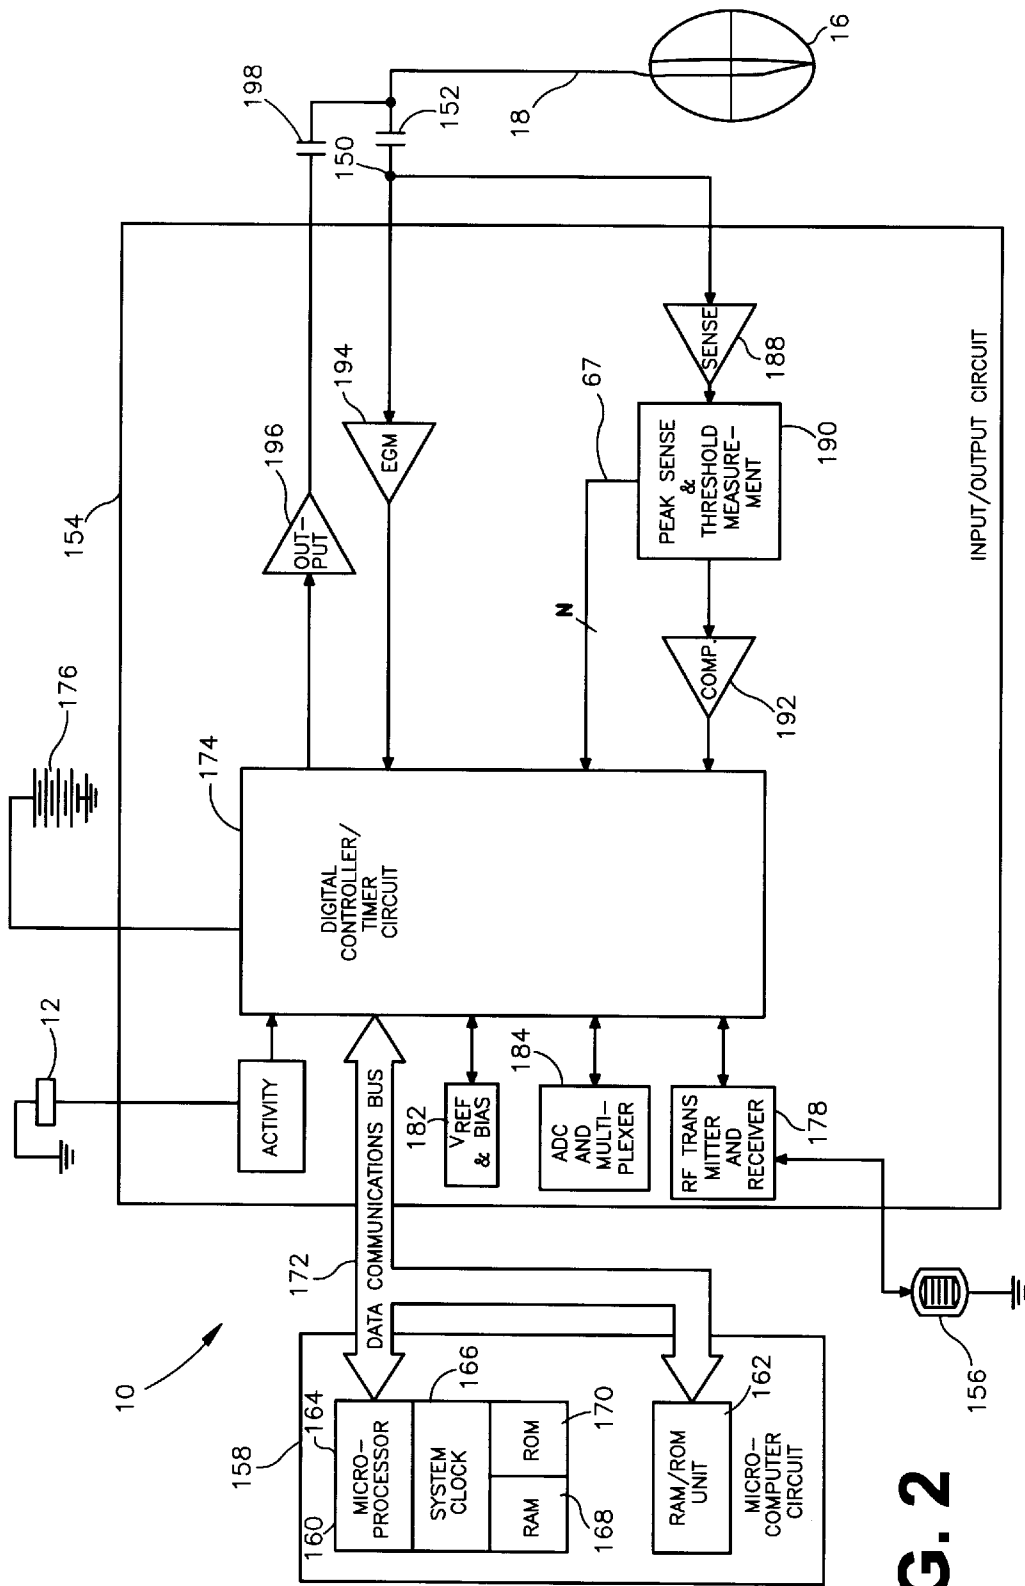 10
158
160
164
MICRO-
PROCESSOR
166
SYSTEM
CLOCK
RAM
ROM
168
170
RAM/ROM
UNIT
162
MICRO-
COMPUTER
CIRCUIT
172
DATA COMMUNICATIONS BUS
12
ACTIVITY
182
VREF
& BIAS
184
ADC
AND
MULTI-
PLEXER
RF TRANS
MITTER
AND
RECEIVER
178
156
176
174
DIGITAL
CONTROLLER/
TIMER
CIRCUIT
154
196
OUT-
PUT
194
EGM
N
67
COMP.
192
PEAK SENSE
&
THRESHOLD
MEASURE-
MENT
190
SENSE
188
INPUT/OUTPUT CIRCUIT
198
150
152
18
16
G. 2